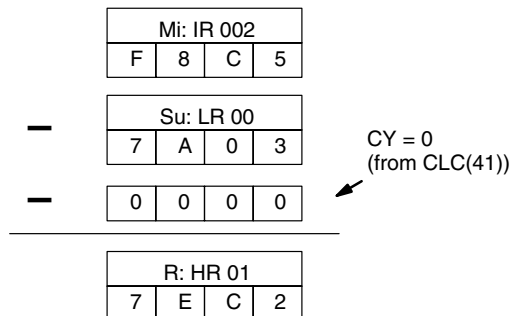 Mi: IR 002
F 8 C 5
Su: LR 00
– 7 A 0 3
CY = 0
(from CLC(41))
– 0 0 0 0
R: HR 01
7 E C 2